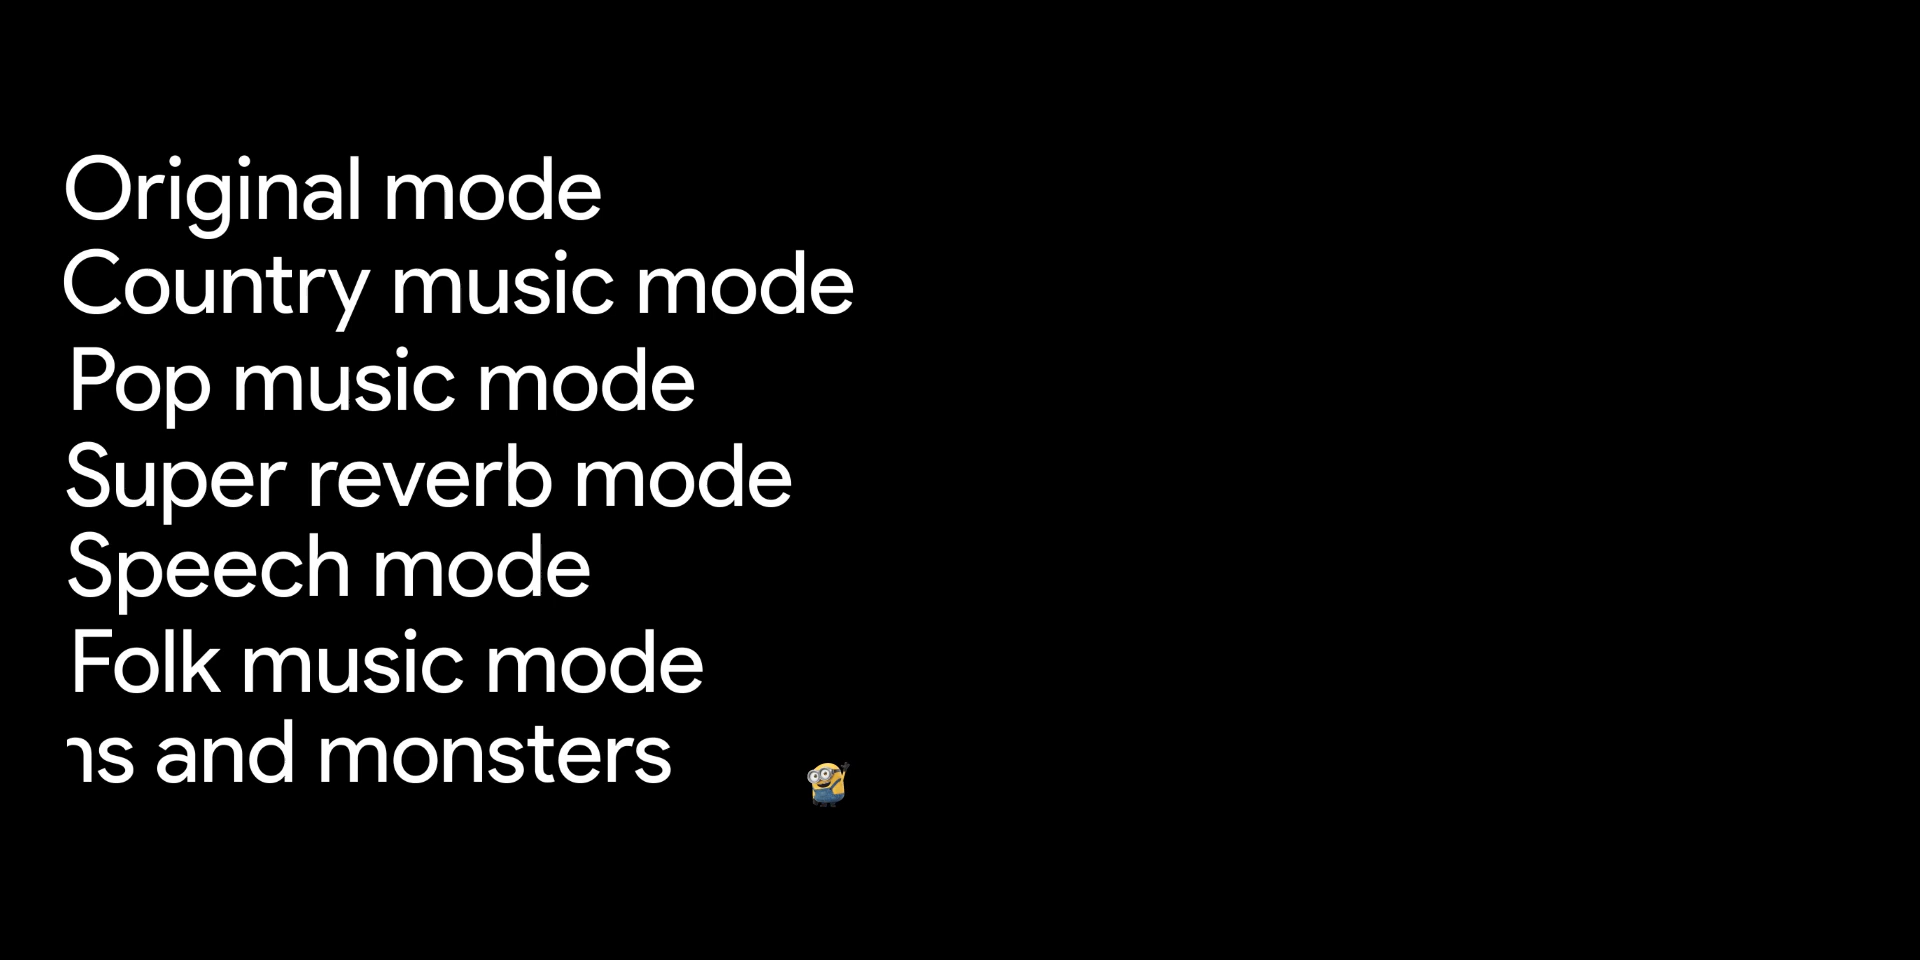 Original mode
Country music mode
Pop music mode
Super reverb mode
Speech mode
Folk music mode
and monsters